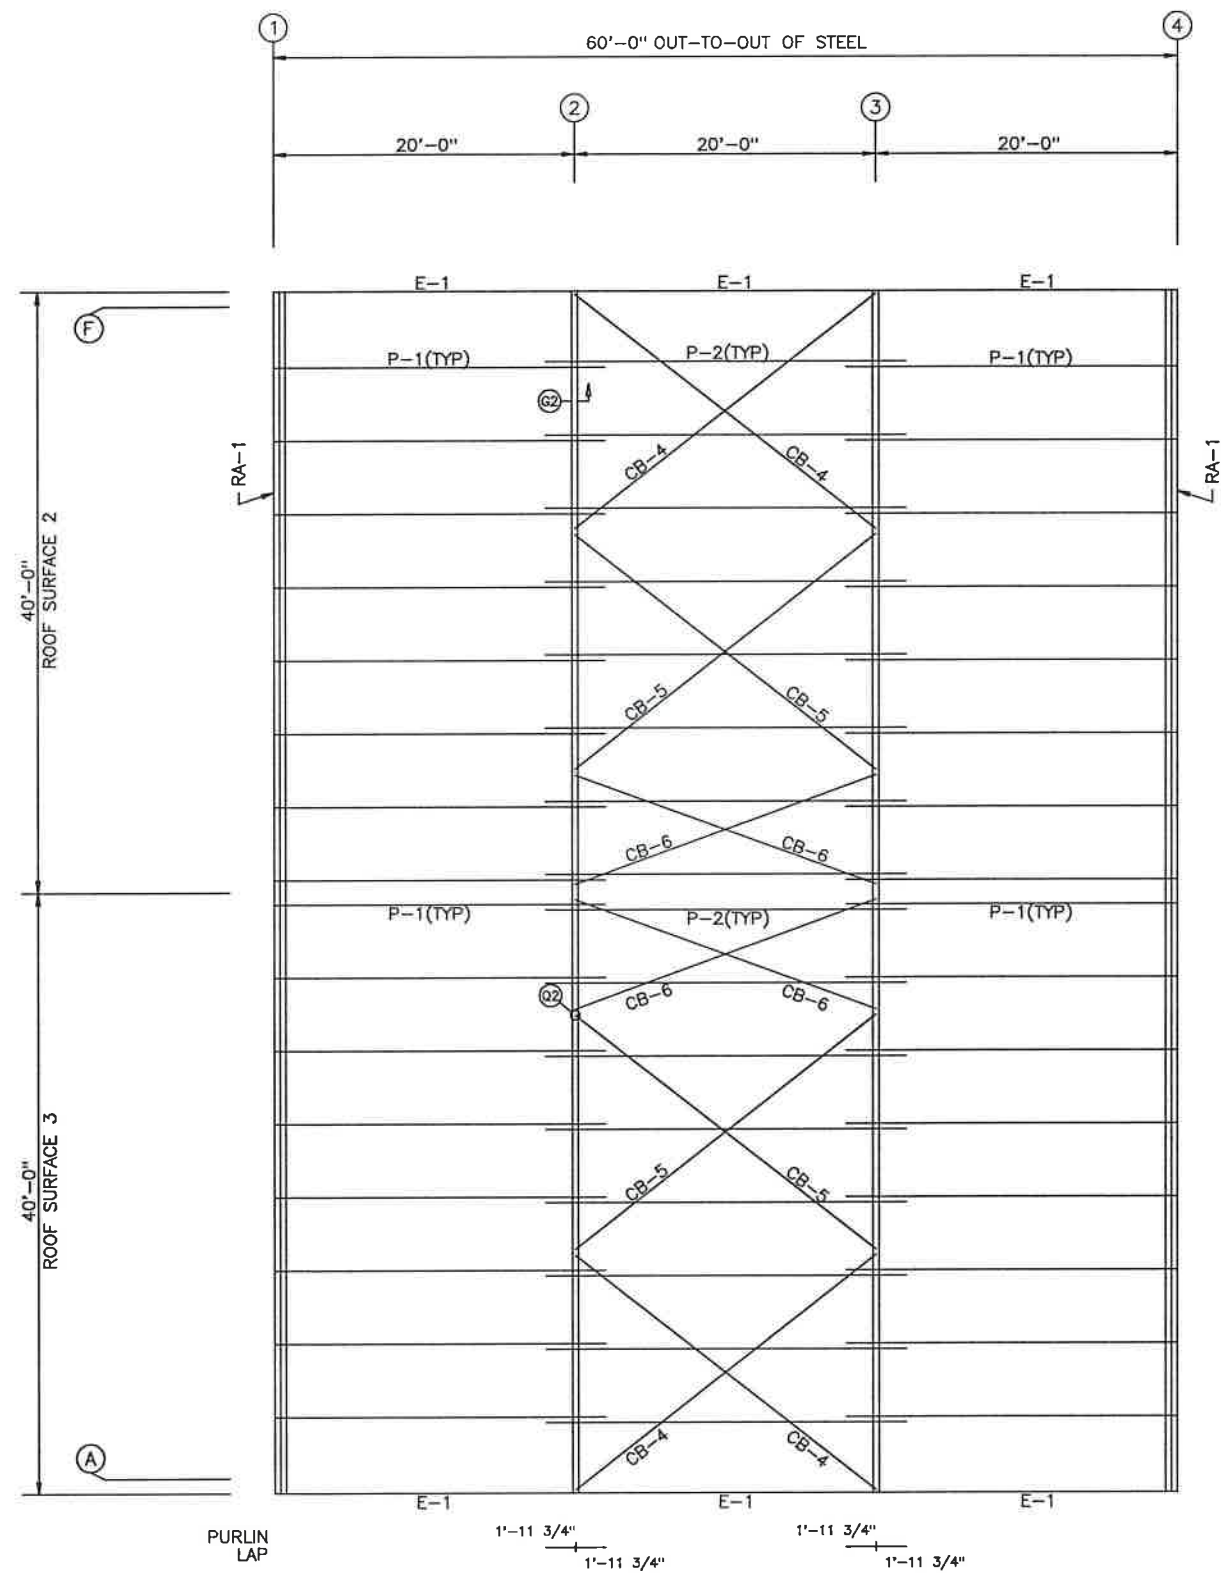 1
4
60'-0" OUT-TO-OUT OF STEEL
2
3
20'-0"
20'-0"
20'-0"
E-1
E-1
E-1
F
P-1(TYP)
P-2(TYP)
P-1(TYP)
G2
RA-1
CB-4
CB-4
RA-1
40'-0"
ROOF SURFACE 2
CB-5
CB-5
CB-6
CB-6
P-1(TYP)
P-2(TYP)
P-1(TYP)
Q2
CB-6
CB-6
40'-0"
ROOF SURFACE 3
CB-5
CB-5
A
CB-4
CB-4
E-1
E-1
E-1
PURLIN
LAP
1'-11 3/4"
1'-11 3/4"
1'-11 3/4"
1'-11 3/4"